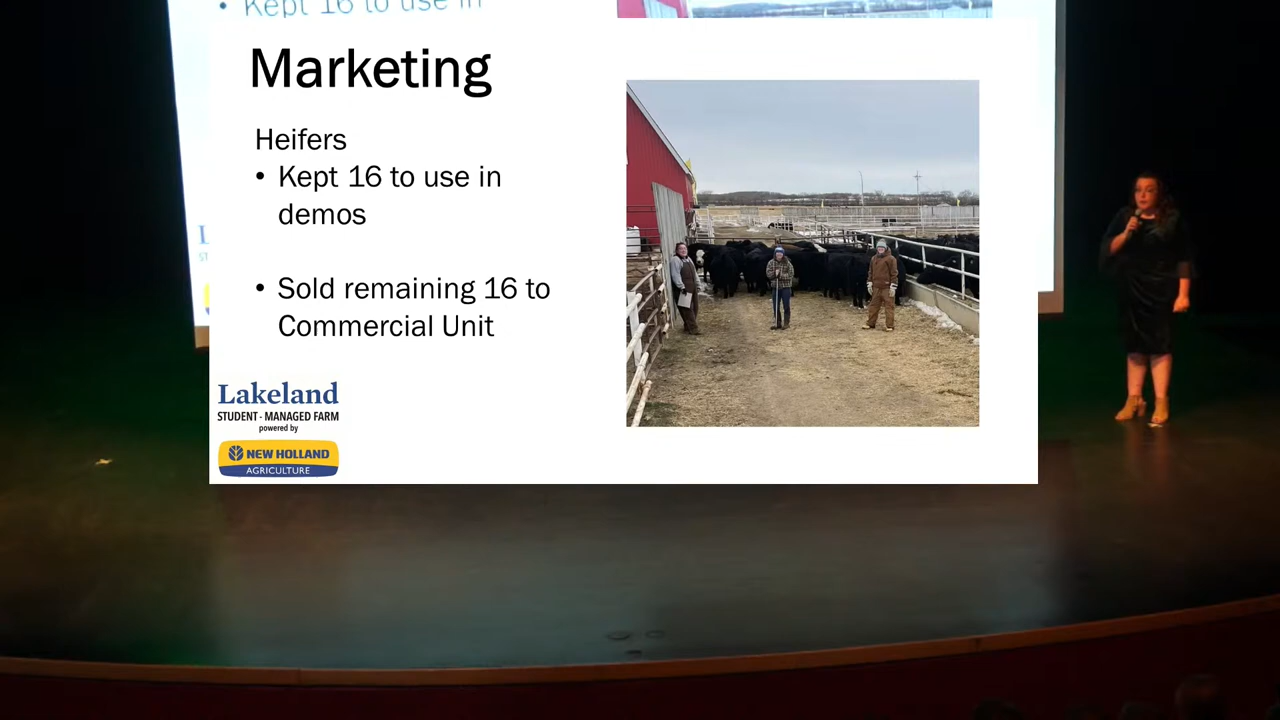 • Kept 16 to use in
Marketing
Heifers
• Kept 16 to use in
demos
• Sold remaining 16 to
Commercial Unit
Lakeland
STUDENT - MANAGED FARM
powered by
NEW HOLLAND
AGRICULTURE